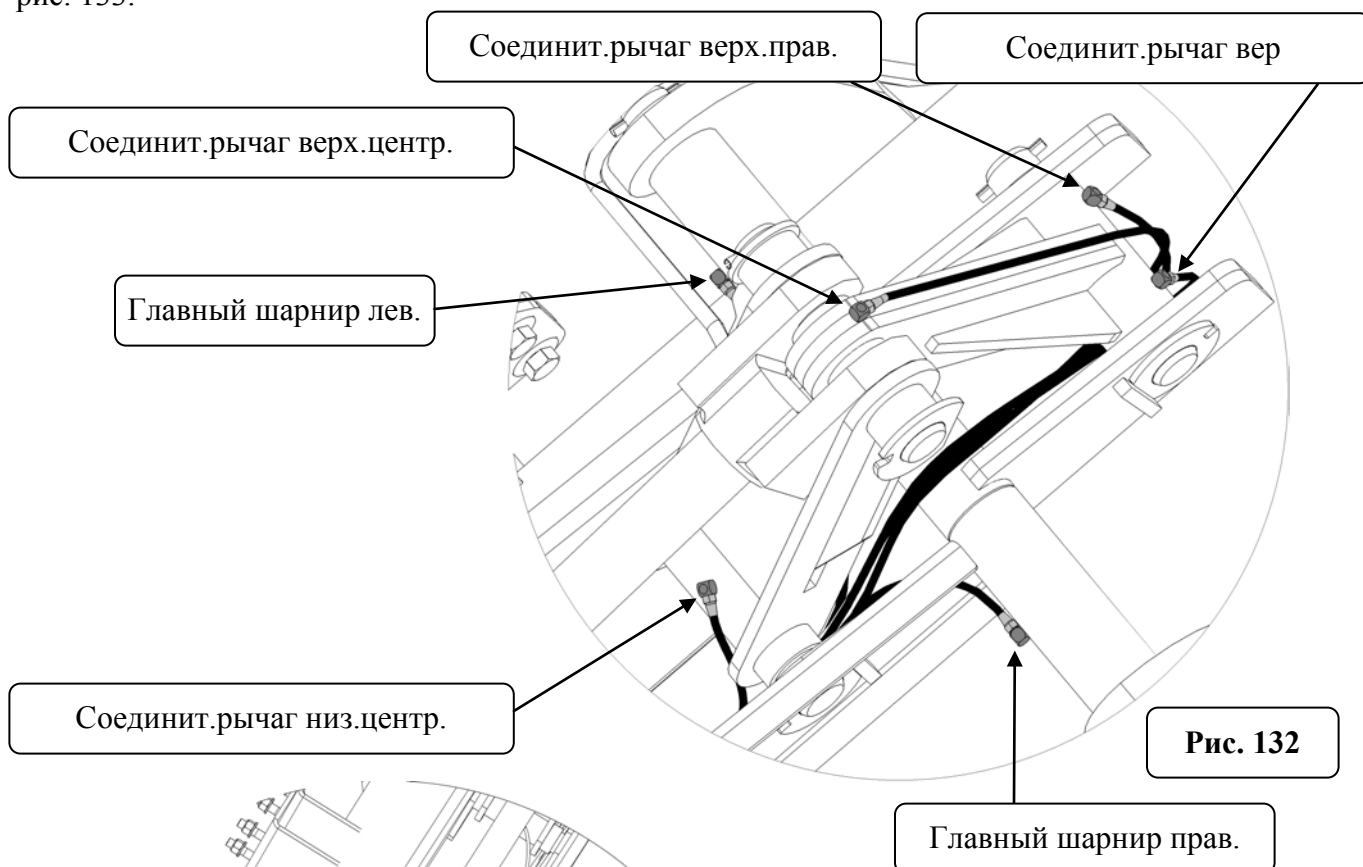 рис. 133.
Соединит.рычаг верх.прав.
Соединит.рычаг вер
Соединит.рычаг верх.центр.
Главный шарнир лев.
Соединит.рычаг низ.центр.
Рис. 132
Главный шарнир прав.